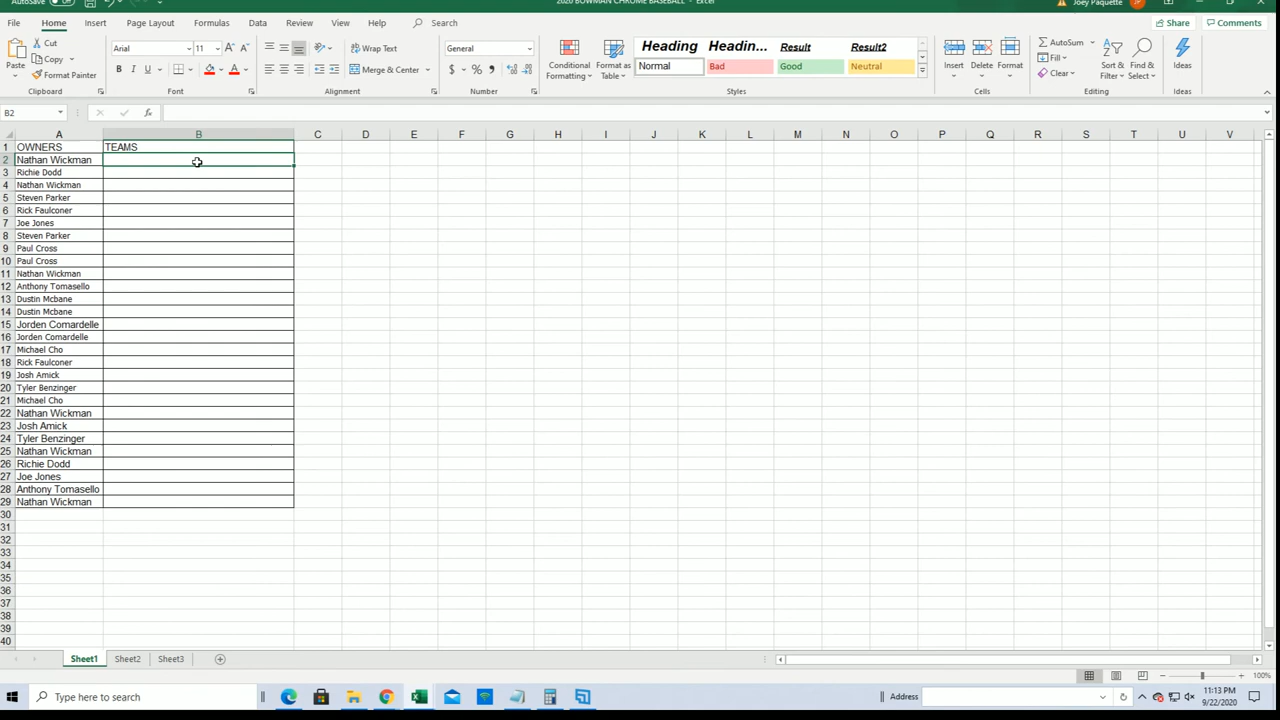 AutoSave
2020 BOWMAN CHROME BASEBALL - Excel
Joey Paquette
JP
File Home Insert Page Layout Formulas Data Review View Help Search
Share Comments
Paste
Cut
Copy
Format Painter
Clipboard
Arial 11
B I U
Font
Wrap Text
Merge & Center
Alignment
General
$ % ,
Number
Conditional Formatting
Format as Table
Heading Headin... Result Result2
Normal Bad Good Neutral
Styles
Insert Delete Format
Cells
AutoSum
Fill
Clear
Sort & Filter
Find & Select
Editing
Ideas
Ideas
B2
A B C D E F G H I J K L M N O P Q R S T U V
1 OWNERS TEAMS
2 Nathan Wickman
3 Richie Dodd
4 Nathan Wickman
5 Steven Parker
6 Rick Faulconer
7 Joe Jones
8 Steven Parker
9 Paul Cross
10 Paul Cross
11 Nathan Wickman
12 Anthony Tomasello
13 Dustin Mcbane
14 Dustin Mcbane
15 Jorden Comardelle
16 Jorden Comardelle
17 Michael Cho
18 Rick Faulconer
19 Josh Amick
20 Tyler Benzinger
21 Michael Cho
22 Nathan Wickman
23 Josh Amick
24 Tyler Benzinger
25 Nathan Wickman
26 Richie Dodd
27 Joe Jones
28 Anthony Tomasello
29 Nathan Wickman
30
31
32
33
34
35
36
37
38
39
40
Sheet1 Sheet2 Sheet3
100%
Type here to search
Address
11:13 PM
9/22/2020